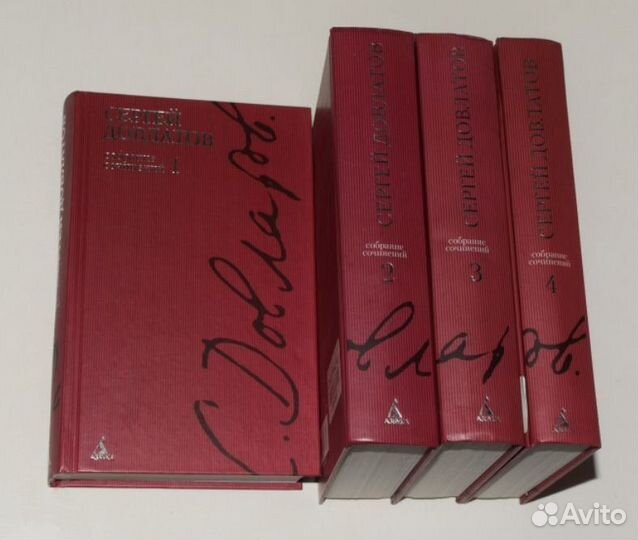 СЕРГЕЙ
ДОВЛАТОВ
собрание
сочинений 1
С. Довлатов.
АЗБУКА
СЕРГЕЙ ДОВЛАТОВ
собрание
сочинений
2
АЗБУКА
СЕРГЕЙ ДОВЛАТОВ
собрание
сочинений
3
АЗБУКА
СЕРГЕЙ ДОВЛАТОВ
собрание
сочинений
4
АЗБУКА
овлатов.
Avito